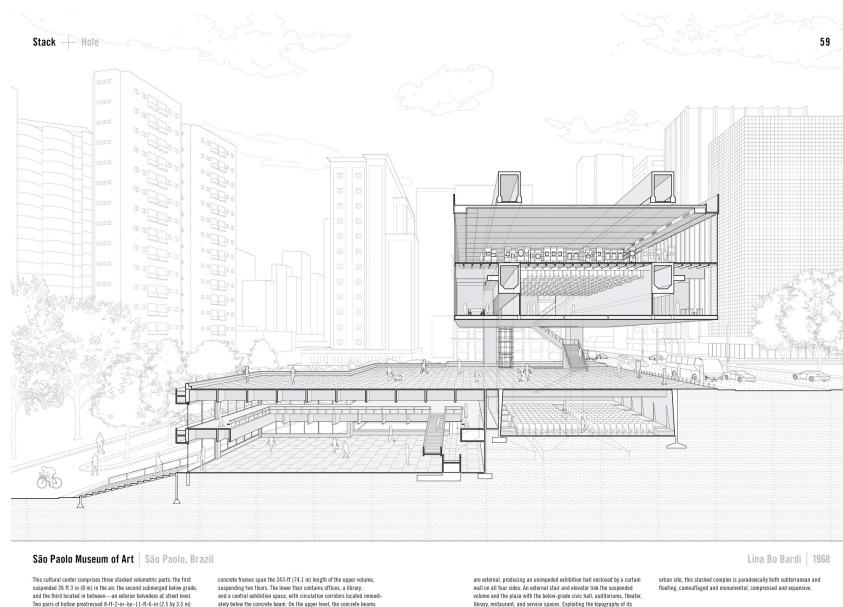 Stack + Hole
59
São Paolo Museum of Art | São Paolo, Brazil
Lina Bo Bardi | 1968
This cultural center comprises three stacked volumetric parts: the first
suspended 26 ft 3 in (8 m) in the air, the second submerged below grade,
and the third located in between—an exterior belvedere at street level.
Two pairs of hollow prestressed 8-ft-2-in-by-11-ft-6-in (2.5 by 3.5 m)
concrete frames span the 243-ft (74.1 m) length of the upper volume,
suspending two floors. The lower floor contains offices, a library,
and a central exhibition space, with circulation corridors located immedi-
ately below the concrete beam. On the upper level, the concrete beams
are external, producing an unimpeded exhibition hall enclosed by a curtain
wall on all four sides. An external stair and elevator link the suspended
volume and the plaza with the below-grade civic hall, auditoriums, theater,
library, restaurant, and service spaces. Exploiting the topography of its
urban site, this stacked complex is paradoxically both subterranean and
floating, camouflaged and monumental, compressed and expansive.